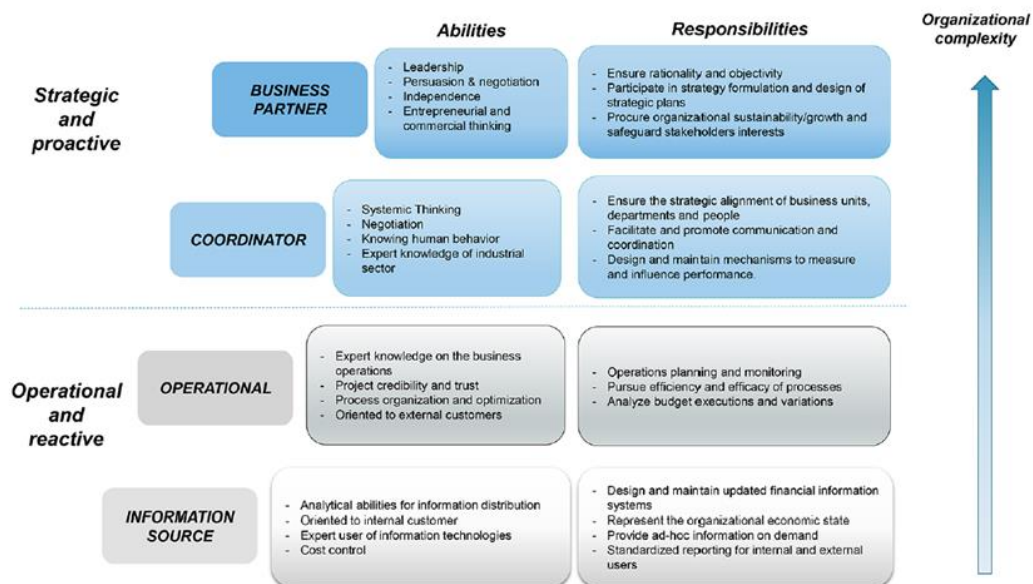 Abilities
Responsibilities
Organizational
complexity
Strategic
and
proactive
BUSINESS
PARTNER
- Leadership
- Persuasion & negotiation
- Independence
- Entrepreneurial and
commercial thinking
- Ensure rationality and objectivity
- Participate in strategy formulation and design of
strategic plans
- Procure organizational sustainability/growth and
safeguard stakeholders interests
COORDINATOR
- Systemic Thinking
- Negotiation
- Knowing human behavior
- Expert knowledge of industrial
sector
- Ensure the strategic alignment of business units,
departments and people
- Facilitate and promote communication and
coordination
- Design and maintain mechanisms to measure
and influence performance.
Operational
and
reactive
OPERATIONAL
- Expert knowledge on the business
operations
- Project credibility and trust
- Process organization and optimization
- Oriented to external customers
- Operations planning and monitoring
- Pursue efficiency and efficacy of processes
- Analyze budget executions and variations
INFORMATION
SOURCE
- Analytical abilities for information distribution
- Oriented to internal customer
- Expert user of information technologies
- Cost control
- Design and maintain updated financial information
systems
- Represent the organizational economic state
- Provide ad-hoc information on demand
- Standardized reporting for internal and external
users